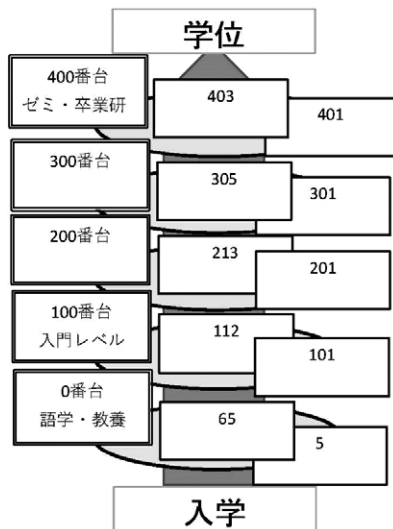 学位
400番台
ゼミ・卒業研
403
401
300番台
305
301
200番台
213
201
100番台
入門レベル
112
101
0番台
語学・教養
65
5
入学